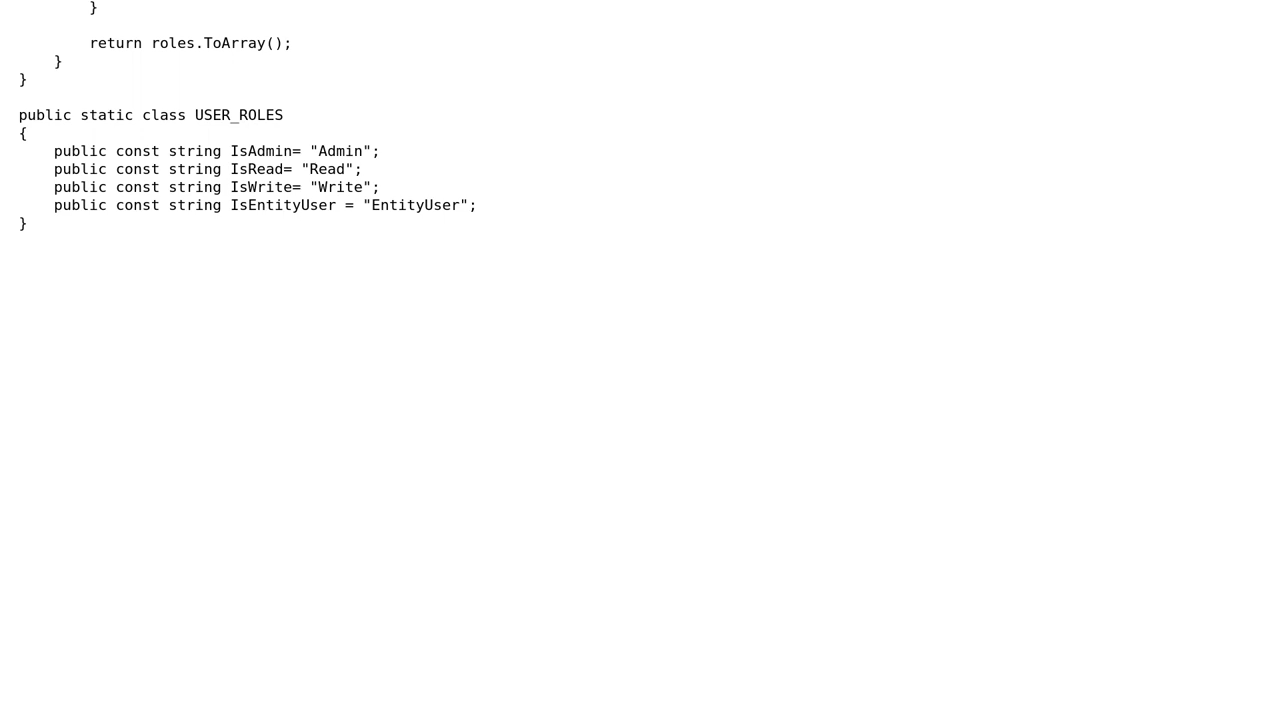 }

        return roles.ToArray();
    }
}

public static class USER_ROLES
{
    public const string IsAdmin= "Admin";
    public const string IsRead= "Read";
    public const string IsWrite= "Write";
    public const string IsEntityUser = "EntityUser";
}